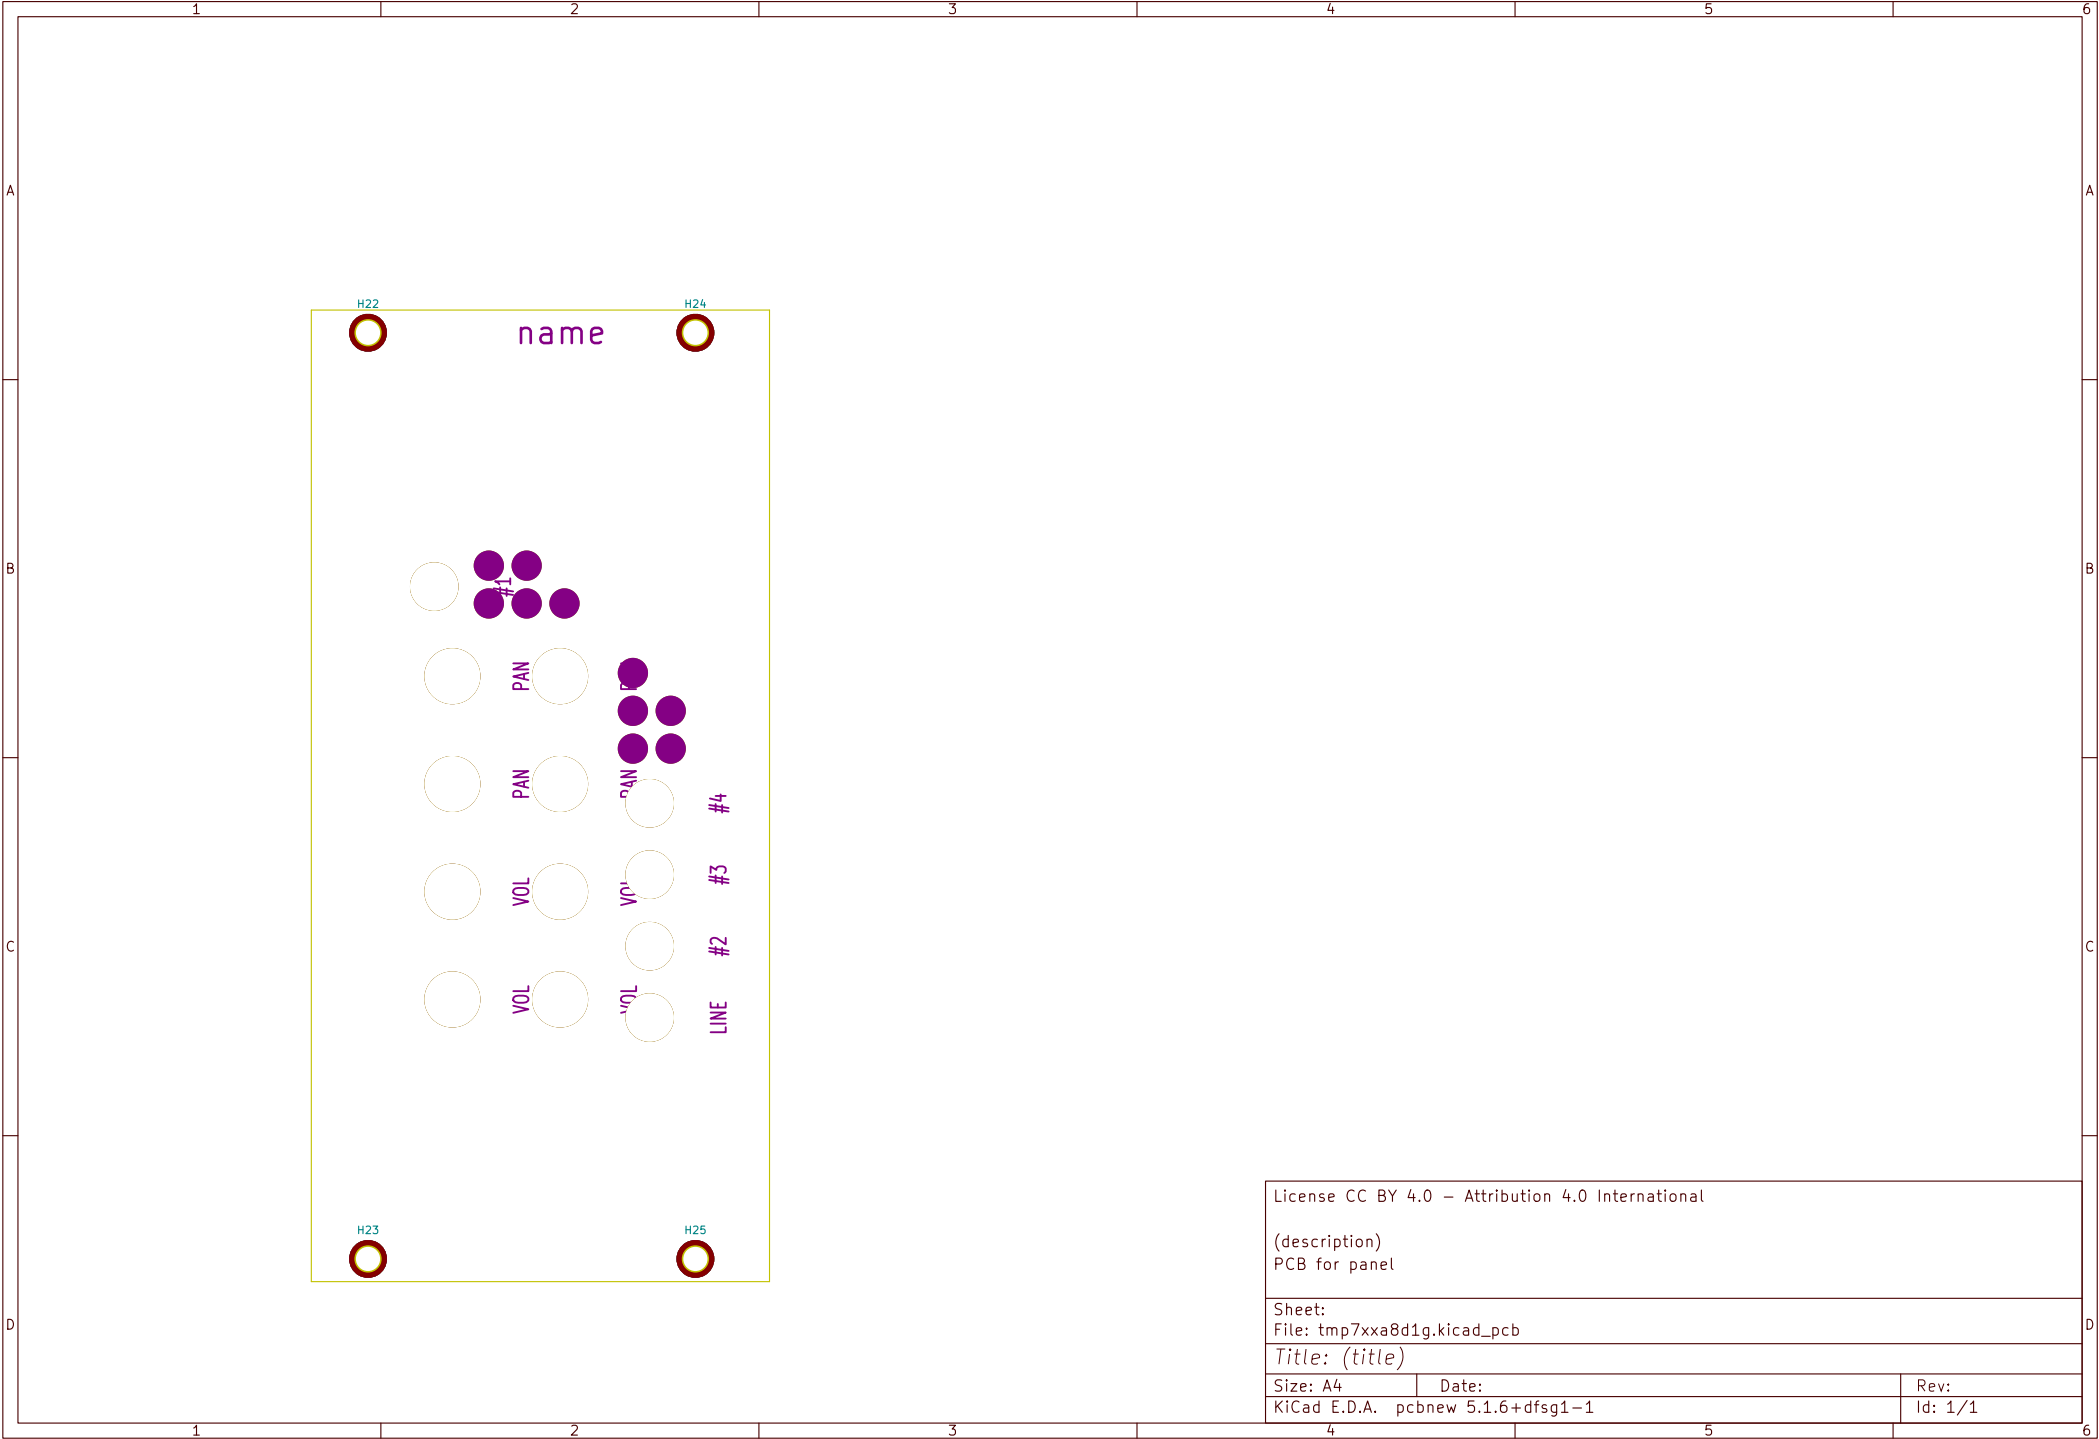 1 2 3 4 5 6
A A
H22 H24
name
B B
#1
PAN
PAN PAN
#4
#3
VOL VOL
C C
#2
VOL VOL
LINE
License CC BY 4.0 - Attribution 4.0 International
H23 H25
(description)
PCB for panel
Sheet:
D D
File: tmp7xxa8d1g.kicad_pcb
Title: (title)
Size: A4 Date: Rev:
KiCad E.D.A. pcbnew 5.1.6+dfsg1-1 Id: 1/1
1 2 3 4 5 6